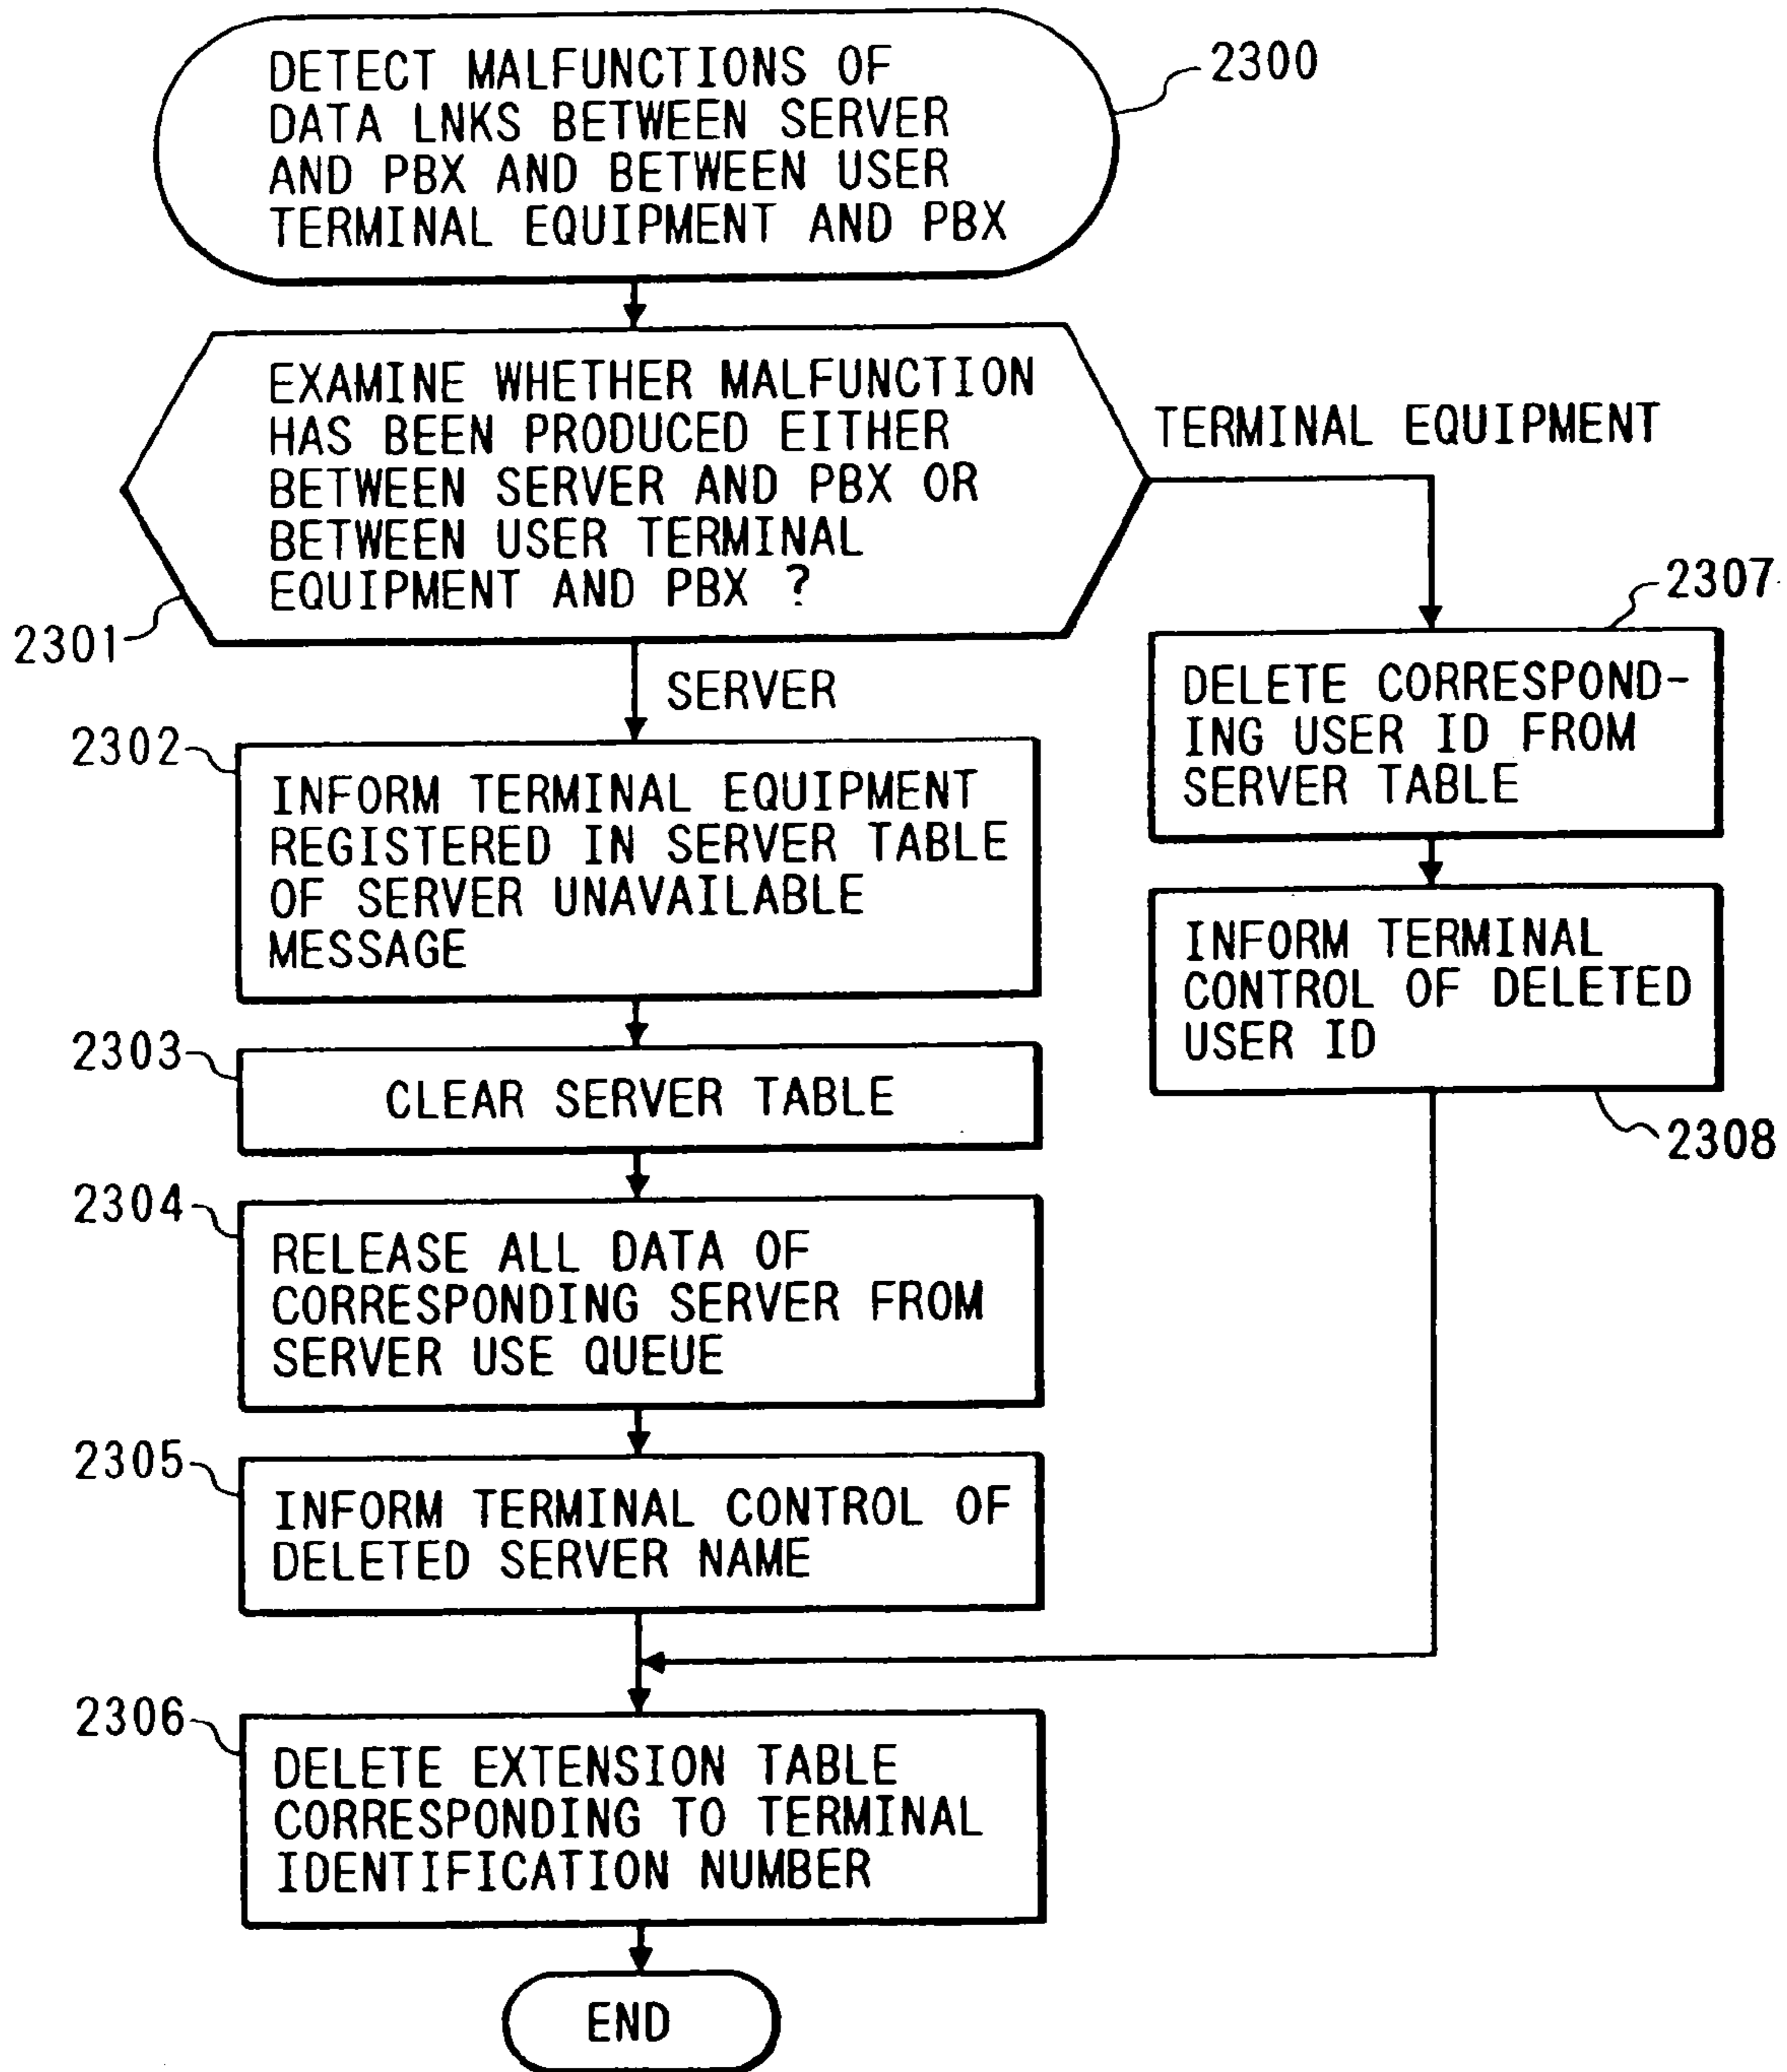 DETECT MALFUNCTIONS OF
DATA LNKS BETWEEN SERVER
AND PBX AND BETWEEN USER
TERMINAL EQUIPMENT AND PBX
2300
EXAMINE WHETHER MALFUNCTION
HAS BEEN PRODUCED EITHER
BETWEEN SERVER AND PBX OR
BETWEEN USER TERMINAL
EQUIPMENT AND PBX ?
2301
TERMINAL EQUIPMENT
SERVER
2302
INFORM TERMINAL EQUIPMENT
REGISTERED IN SERVER TABLE
OF SERVER UNAVAILABLE
MESSAGE
2303
CLEAR SERVER TABLE
2304
RELEASE ALL DATA OF
CORRESPONDING SERVER FROM
SERVER USE QUEUE
2305
INFORM TERMINAL CONTROL OF
DELETED SERVER NAME
2307
DELETE CORRESPOND-
ING USER ID FROM
SERVER TABLE
INFORM TERMINAL
CONTROL OF DELETED
USER ID
2308
2306
DELETE EXTENSION TABLE
CORRESPONDING TO TERMINAL
IDENTIFICATION NUMBER
END